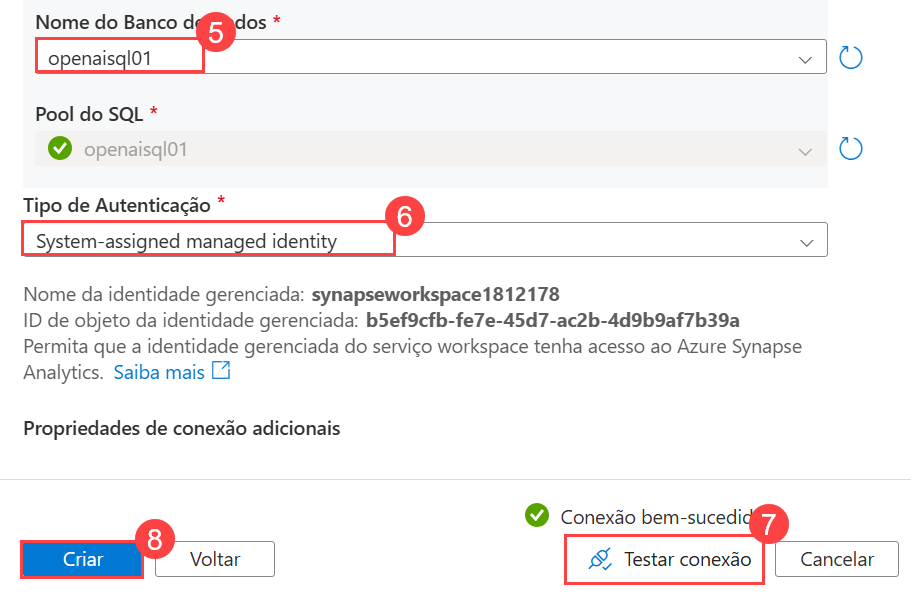 Nome do Banco de dos *
5
openaisql01
Pool do SQL *
openaisql01
Tipo de Autenticação *
6
System-assigned managed identity
Nome da identidade gerenciada: synapseworkspace1812178
ID de objeto da identidade gerenciada: b5ef9cfb-fe7e-45d7-ac2b-4d9b9af7b39a
Permita que a identidade gerenciada do serviço workspace tenha acesso ao Azure Synapse
Analytics. Saiba mais
Propriedades de conexão adicionais
Conexão bem-sucedid
7
8
Criar Voltar Testar conexão Cancelar